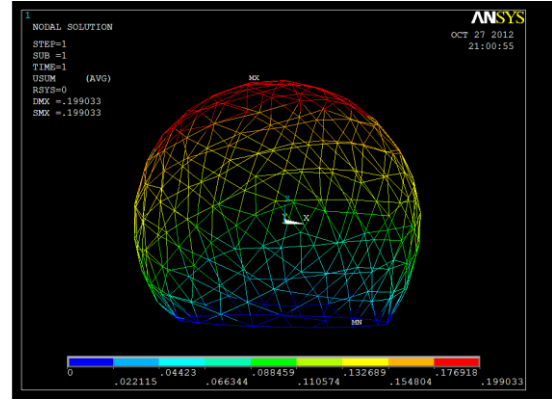 1
NODAL SOLUTION
STEP=1
SUB =1
TIME=1
USUM (AVG)
RSYS=0
DMX =.199033
SMX =.199033
ANSYS
OCT 27 2012
21:00:55
MX
Z
Y X
MN
0 .04423 .088459 .132689 .176918
.022115 .066344 .110574 .154804 .199033